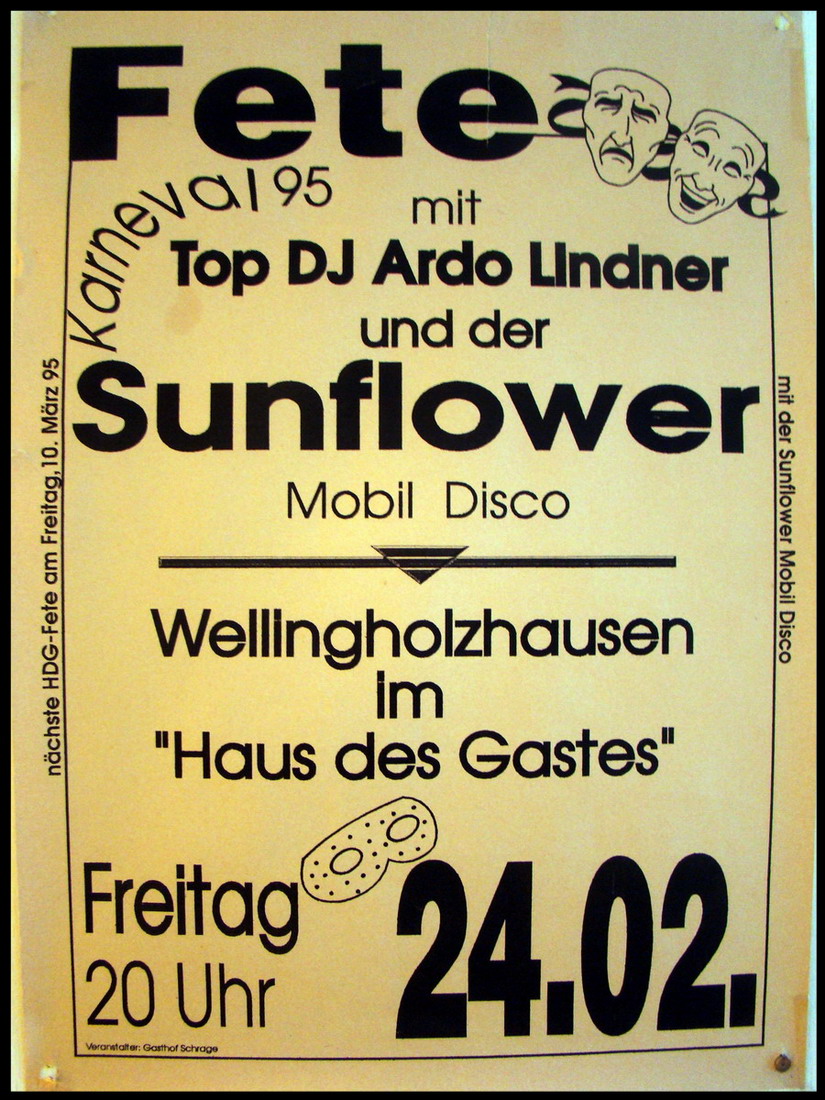 Fete
Karneval 95
mit
Top DJ Ardo Lindner
und der
Sunflower
Mobil Disco
Wellingholzhausen
im
"Haus des Gastes"
Freitag
20 Uhr
24.02.
Veranstalter: Gasthof Schrage
nächste HDG-Fete am Freitag,10. März 95
mit der Sunflower Mobil Disco